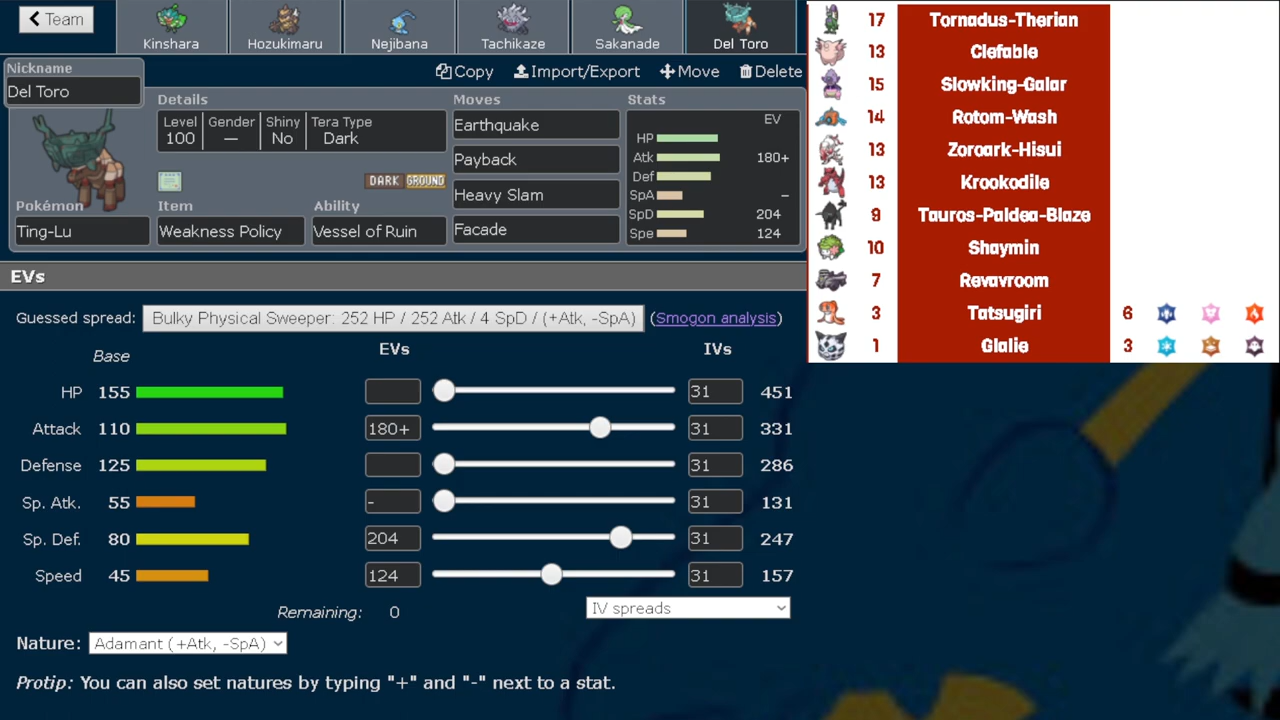 Team
Kinshara
Hozukimaru
Nejibana
Tachikaze
Sakanade
Del Toro
Nickname
Del Toro
Copy
Import/Export
Move
Delete
Details
Level Gender Shiny Tera Type
100 — No Dark
DARK GROUND
Pokémon
Ting-Lu
Item
Weakness Policy
Ability
Vessel of Ruin
Moves
Earthquake
Payback
Heavy Slam
Facade
Stats
EV
HP
Atk 180+
Def
SpA –
SpD 204
Spe 124
EVs
Guessed spread: Bulky Physical Sweeper: 252 HP / 252 Atk / 4 SpD / (+Atk, -SpA) (Smogon analysis)
Base EVs IVs
HP 155 31 451
Attack 110 180+ 31 331
Defense 125 31 286
Sp. Atk. 55 - 31 131
Sp. Def. 80 204 31 247
Speed 45 124 31 157
Remaining: 0
IV spreads
Nature: Adamant (+Atk, -SpA)
Protip: You can also set natures by typing "+" and "-" next to a stat.
17 Tornadus-Therian
13 Clefable
15 Slowking-Galar
14 Rotom-Wash
13 Zoroark-Hisui
13 Krookodile
9 Tauros-Paldea-Blaze
10 Shaymin
7 Revavroom
3 Tatsugiri 6
1 Glalie 3